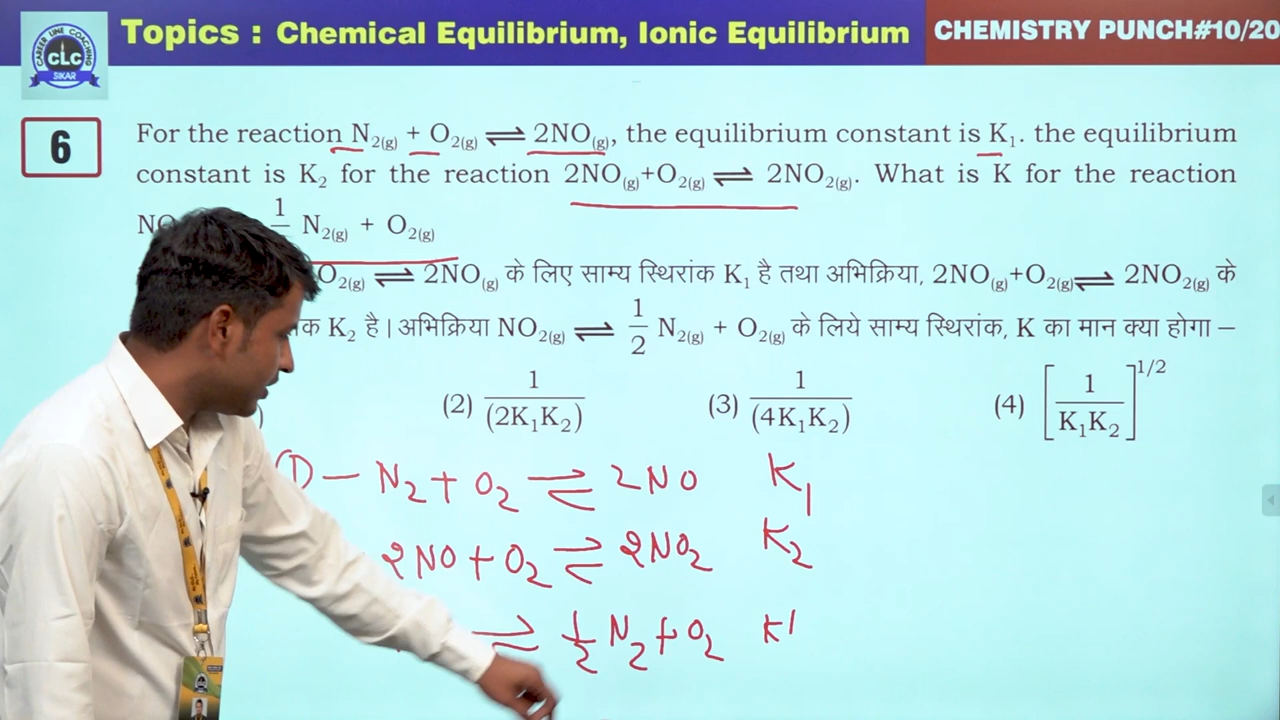 Topics : Chemical Equilibrium, Ionic Equilibrium
CHEMISTRY PUNCH#10/20
CAREER LINE COACHING
CLC
SIKAR
6
For the reaction N₂(g) + O₂(g) ⇌ 2NO(g), the equilibrium constant is K₁. the equilibrium
constant is K₂ for the reaction 2NO(g)+O₂(g) ⇌ 2NO₂(g). What is K for the reaction
1/2 N₂(g) + O₂(g)
O₂(g) ⇌ 2NO(g) के लिए साम्य स्थिरांक K₁ है तथा अभिक्रिया, 2NO(g)+O₂(g)⇌ 2NO₂(g) के
K₂ है। अभिक्रिया NO₂(g) ⇌ 1/2 N₂(g) + O₂(g) के लिये साम्य स्थिरांक, K का मान क्या होगा –
(2) 1/(2K₁K₂) (3) 1/(4K₁K₂) (4) [1/K₁K₂]^1/2
① – N₂ + O₂ ⇌ 2NO K₁
2NO + O₂ ⇌ 2NO₂ K₂
⇌ 1/2 N₂ + O₂ K'